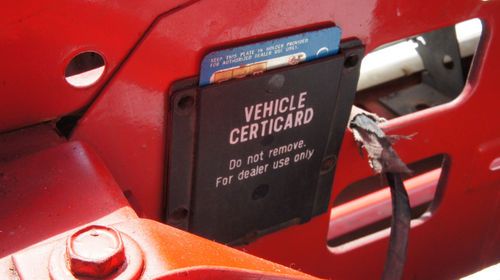 KEEP THIS PLATE IN HOLDER PROVIDED
FOR AUTHORIZED DEALER USE ONLY.
VEHICLE
CERTICARD
Do not remove.
For dealer use only